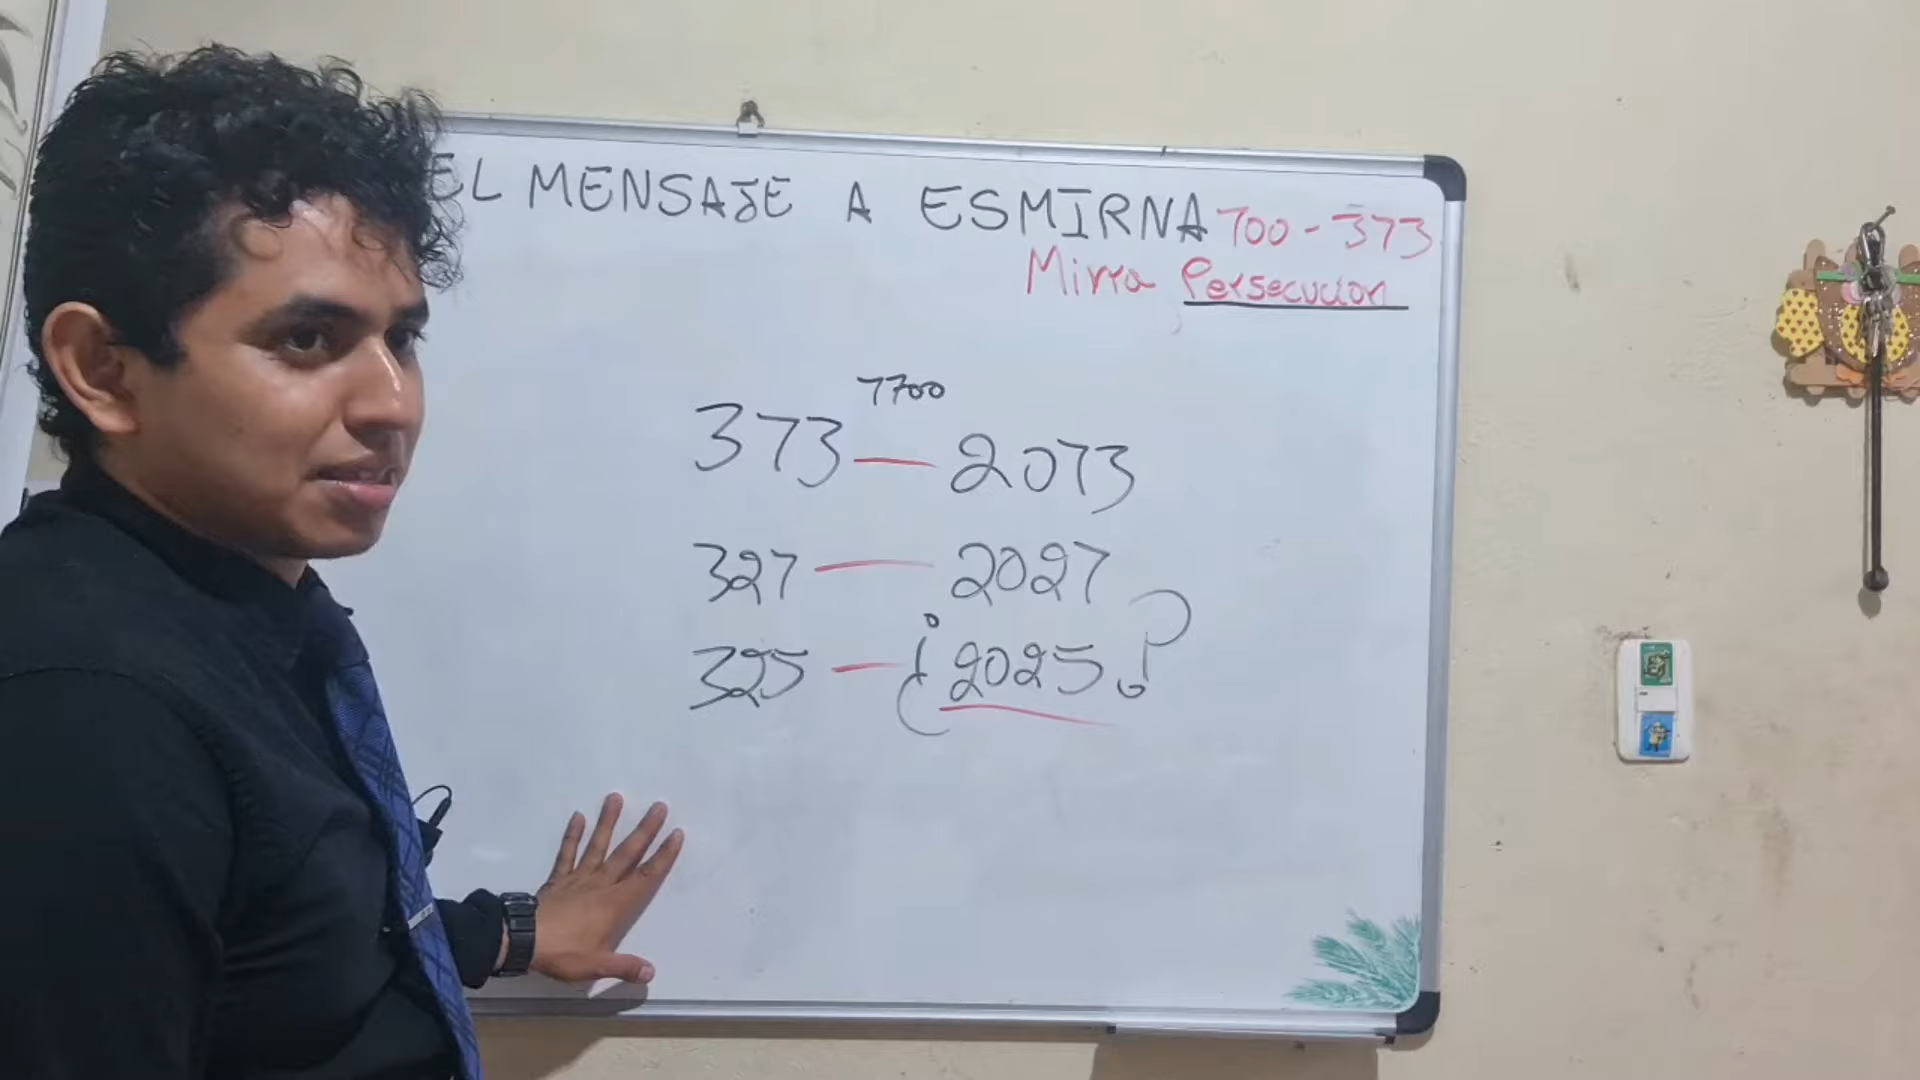 EL MENSAJE A ESMIRNA 700-373
Mirra Persecucion
1700
373 — 2073
327 — 2027
325 — ¿2025?